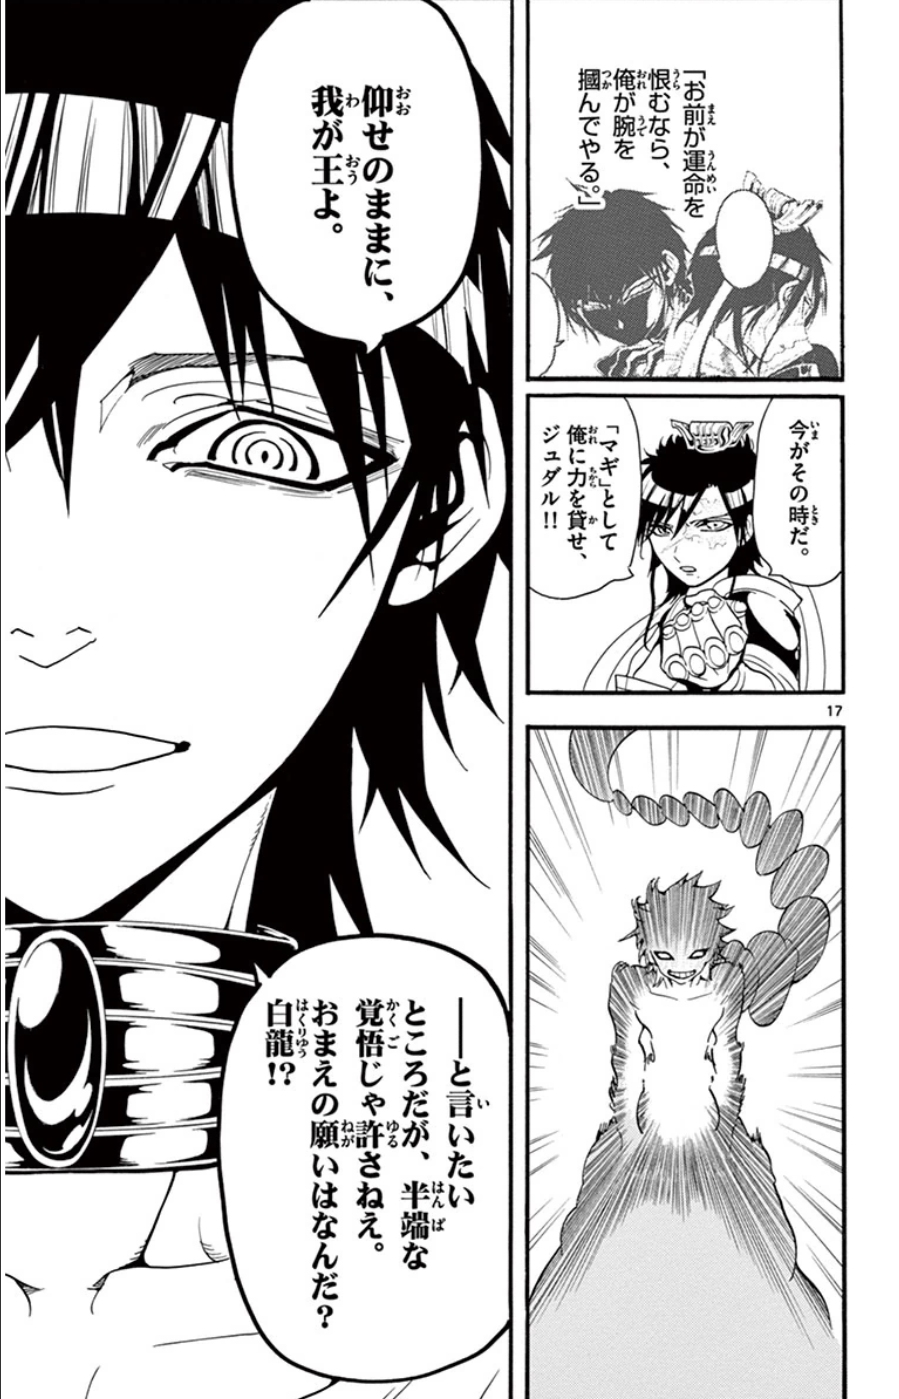 「お前が運命を
恨むなら、
俺が腕を
摑んでやる。」
今がその時だ。
「マギ」として
俺に力を貸せ、
ジュダル!!
17
仰せのままに、
我が王よ。
──と言いたい
ところだが、半端な
覚悟じゃ許さねえ。
おまえの願いはなんだ?
白龍!?